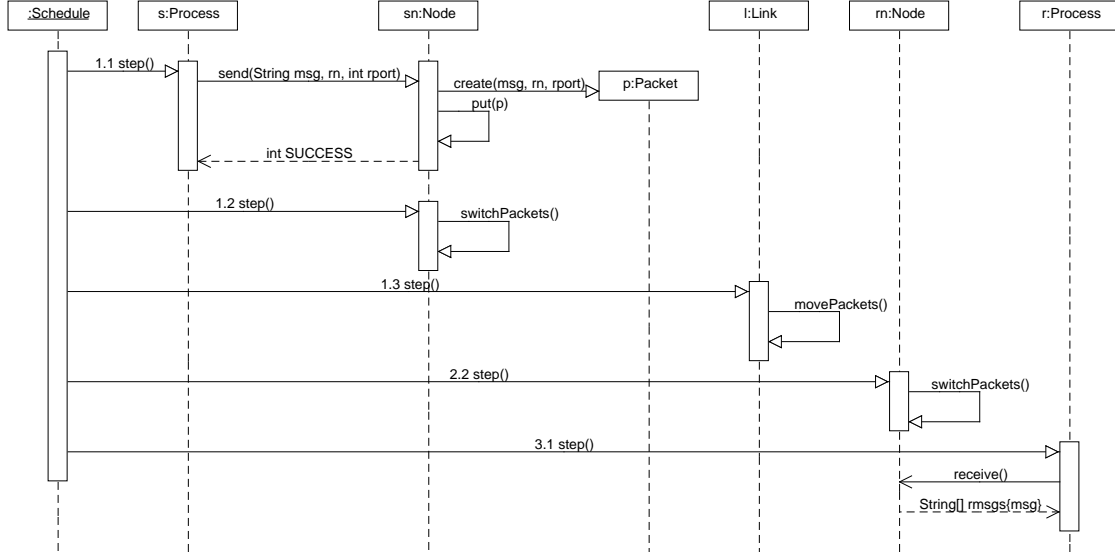 :Schedule
s:Process
sn:Node
l:Link
rn:Node
r:Process
1.1 step()
send(String msg, rn, int rport)
create(msg, rn, rport)
p:Packet
put(p)
int SUCCESS
1.2 step()
switchPackets()
1.3 step()
movePackets()
2.2 step()
switchPackets()
3.1 step()
receive()
String[] rmsgs{msg}